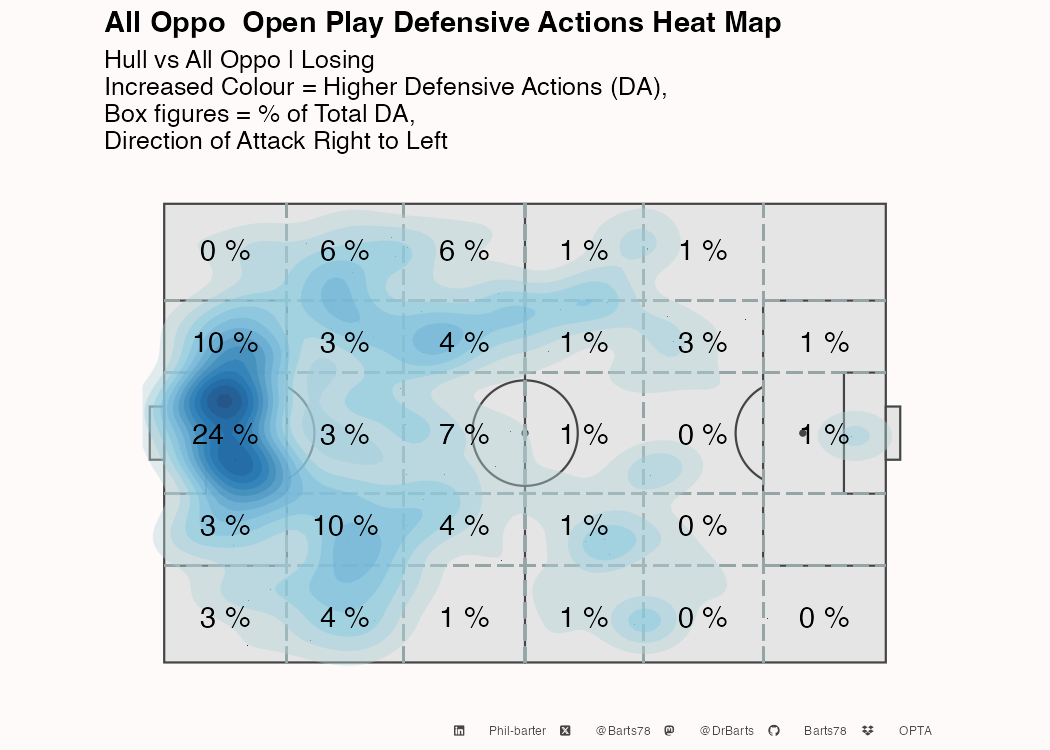 All Oppo  Open Play Defensive Actions Heat Map
Hull vs All Oppo | Losing
Increased Colour = Higher Defensive Actions (DA),
Box figures = % of Total DA,
Direction of Attack Right to Left
0 % 6 % 6 % 1 % 1 %
10 % 3 % 4 % 1 % 3 % 1 %
24 % 3 % 7 % 1 % 0 % 1 %
3 % 10 % 4 % 1 % 0 %
3 % 4 % 1 % 1 % 0 % 0 %
Phil-barter @Barts78 @DrBarts Barts78 OPTA